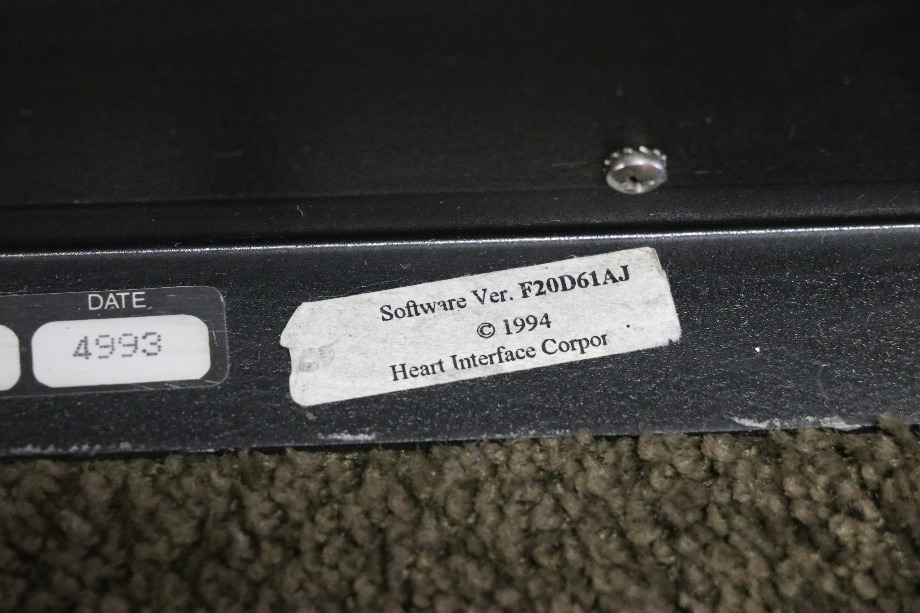 DATE
4993
Software Ver. F20D61AJ
© 1994
Heart Interface Corpor